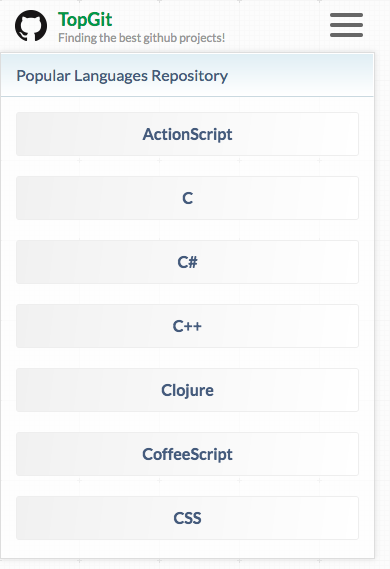 TopGit
Finding the best github projects!
Popular Languages Repository
ActionScript
C
C#
C++
Clojure
CoffeeScript
CSS